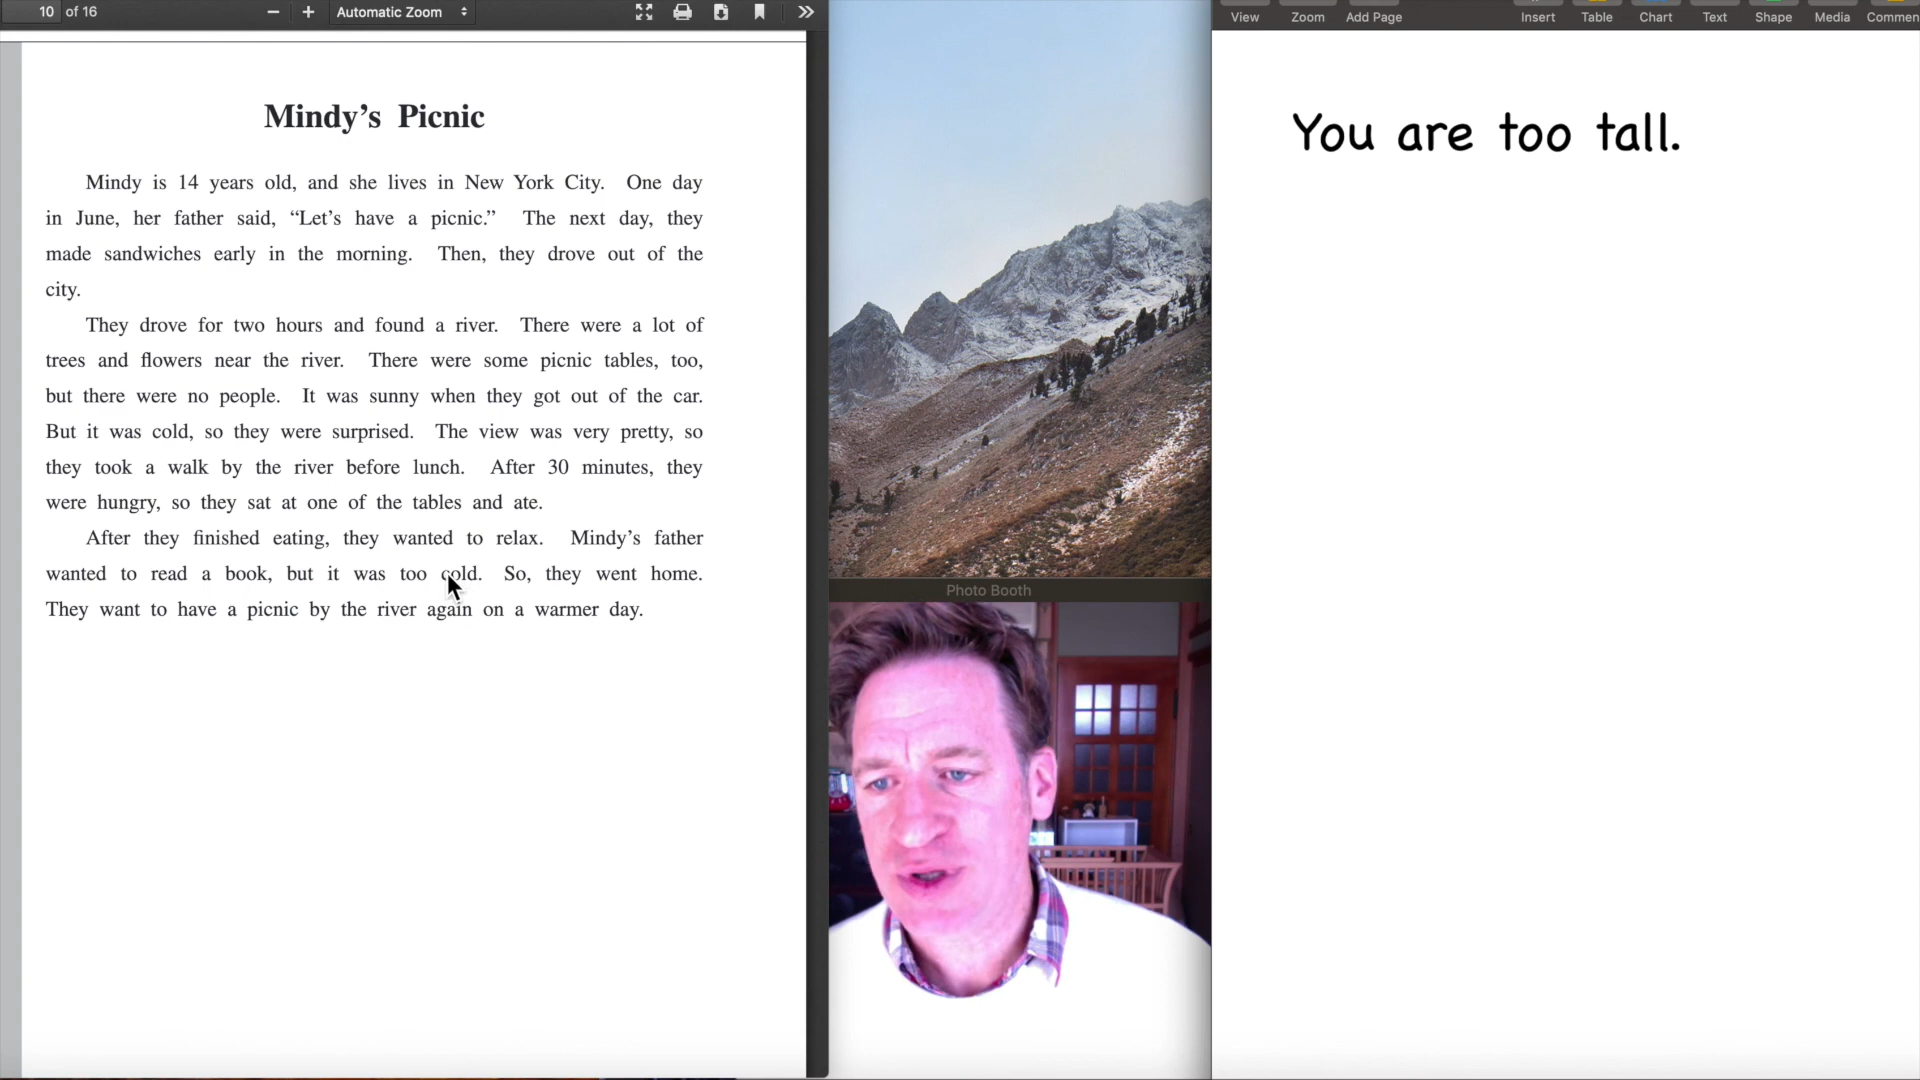 10 of 16
Automatic Zoom
Mindy's Picnic
Mindy is 14 years old, and she lives in New York City. One day
in June, her father said, “Let's have a picnic.” The next day, they
made sandwiches early in the morning. Then, they drove out of the
city.
They drove for two hours and found a river. There were a lot of
trees and flowers near the river. There were some picnic tables, too,
but there were no people. It was sunny when they got out of the car.
But it was cold, so they were surprised. The view was very pretty, so
they took a walk by the river before lunch. After 30 minutes, they
were hungry, so they sat at one of the tables and ate.
After they finished eating, they wanted to relax. Mindy's father
wanted to read a book, but it was too cold. So, they went home.
They want to have a picnic by the river again on a warmer day.
Photo Booth
View Zoom Add Page Insert Table Chart Text Shape Media Commen
You are too tall.